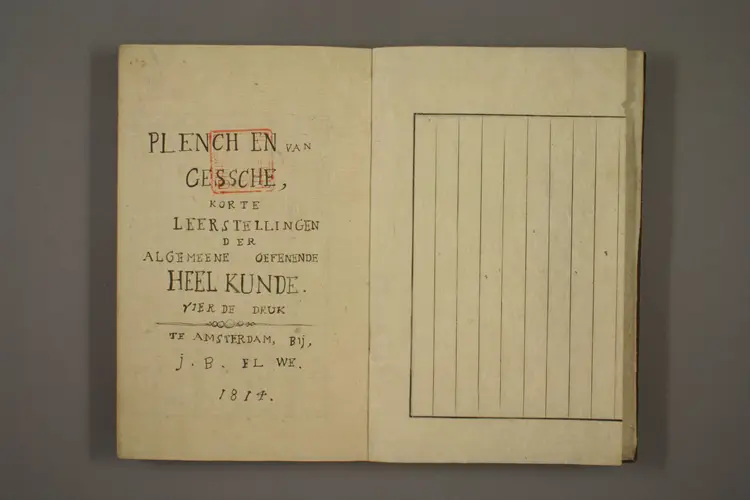 PLENCH EN VAN
GESSCHE,
KORTE
LEERSTELLINGEN
DER
ALGEMEENE OEFENENDE
HEEL KUNDE.
VIER DE DRUK
TE AMSTERDAM, Bij,
j. B. EL WE.
1814.